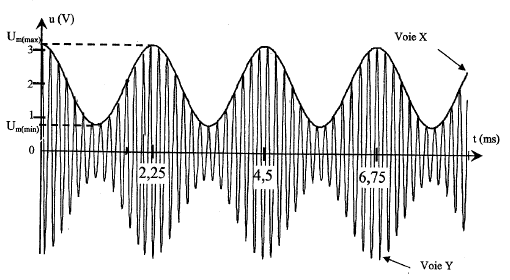 u (V)
Um(max)
3
Voie X
2
1
Um(min)
0
t (ms)
2,25
4,5
6,75
Voie Y